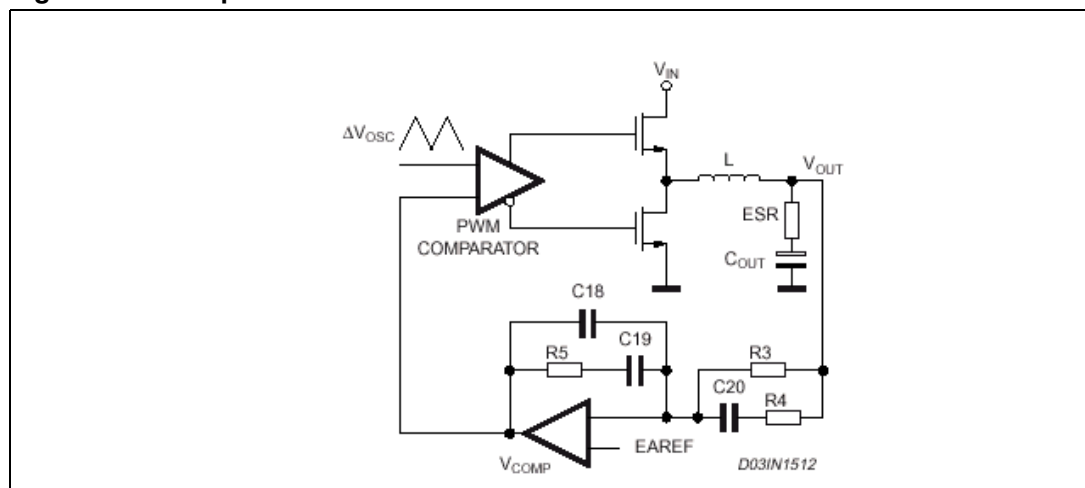 V_IN
ΔV_OSC
L
V_OUT
ESR
PWM
COMPARATOR
C_OUT
C18
C19
R5
R3
C20
R4
EAREF
V_COMP
D03IN1512